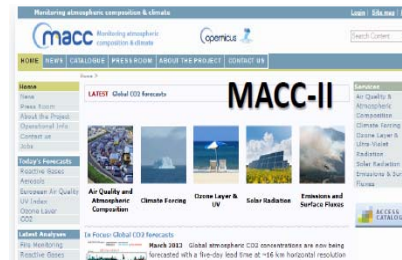 Monitoring atmospheric composition & climate
Login | Site map |
macc Monitoring atmospheric composition & climate
Copernicus
Search Content
HOME NEWS CATALOGUE PRESS ROOM ABOUT THE PROJECT CONTACT US
Home
LATEST Global CO2 forecasts
MACC-II
Home
News
Press Room
About the Project
Operational Info
Contact us
Jobs
Today's Forecasts
Reactive Gases
Aerosols
European Air Quality
UV Index
Ozone Layer
CO2
Latest Analyses
Fire Monitoring
Reactive Gases
Air Quality and Atmospheric Composition
Climate Forcing
Ozone Layer & UV
Solar Radiation
Emissions and Surface Fluxes
In Focus: Global CO2 forecasts
March 2013 Global atmospheric CO2 concentrations are now being
forecasted with a five-day lead time at ~16 km horizontal resolution
Services
Air Quality &
Atmospheric
Composition
Climate Forcing
Ozone Layer &
Ultra-Violet
Radiation
Solar Radiation
Emissions & Sur
Fluxes
ACCESS
CATALOG